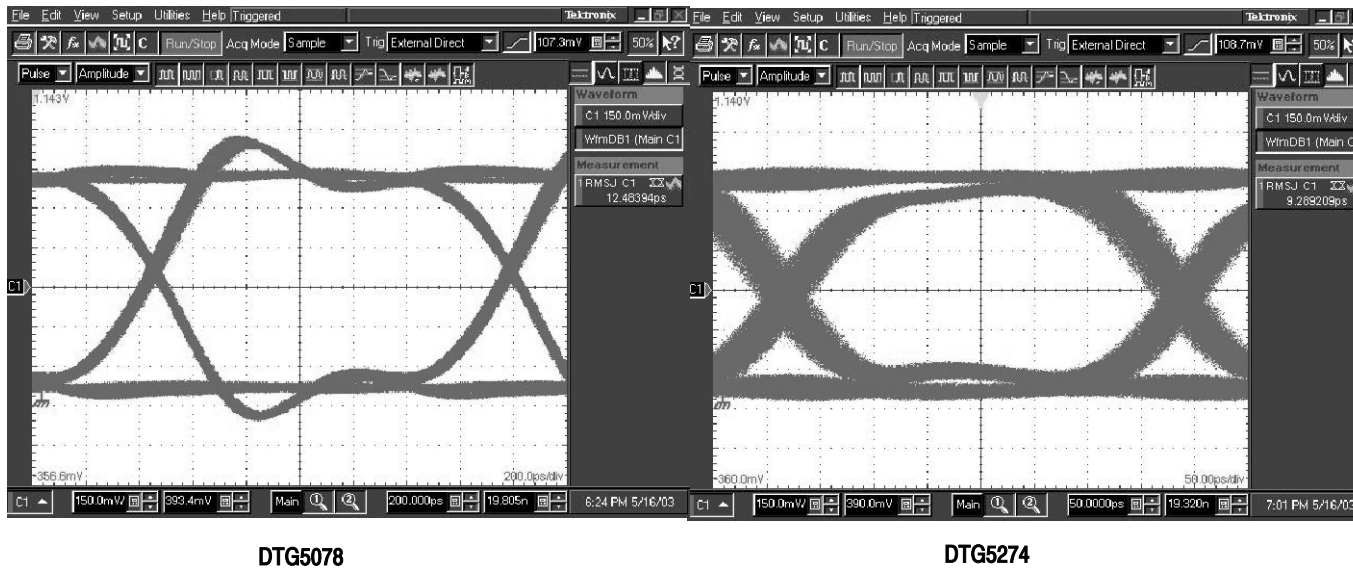 File Edit View Setup Utilities Help Triggered Tektronix
Run/Stop Acq Mode Sample Trig External Direct 107.3mV 50%
Pulse Amplitude
1.143V
Waveform
C1 150.0mV/div
WfmDB1 (Main C1
Measurement
1 RMSJ C1
12.48394ps
C1
-356.6mV 200.0ps/div
C1 150.0mV/ 393.4mV Main 200.000ps 19.805n 6:24 PM 5/16/03
DTG5078
File Edit View Setup Utilities Help Triggered Tektronix
Run/Stop Acq Mode Sample Trig External Direct 108.7mV 50%
Pulse Amplitude
1.140V
Waveform
C1 150.0mV/div
WfmDB1 (Main C
Measurement
1 RMSJ C1
9.289209ps
C1
-360.0mV 50.00ps/div
C1 150.0mV/ 390.0mV Main 50.0000ps 19.320n 7:01 PM 5/16/03
DTG5274